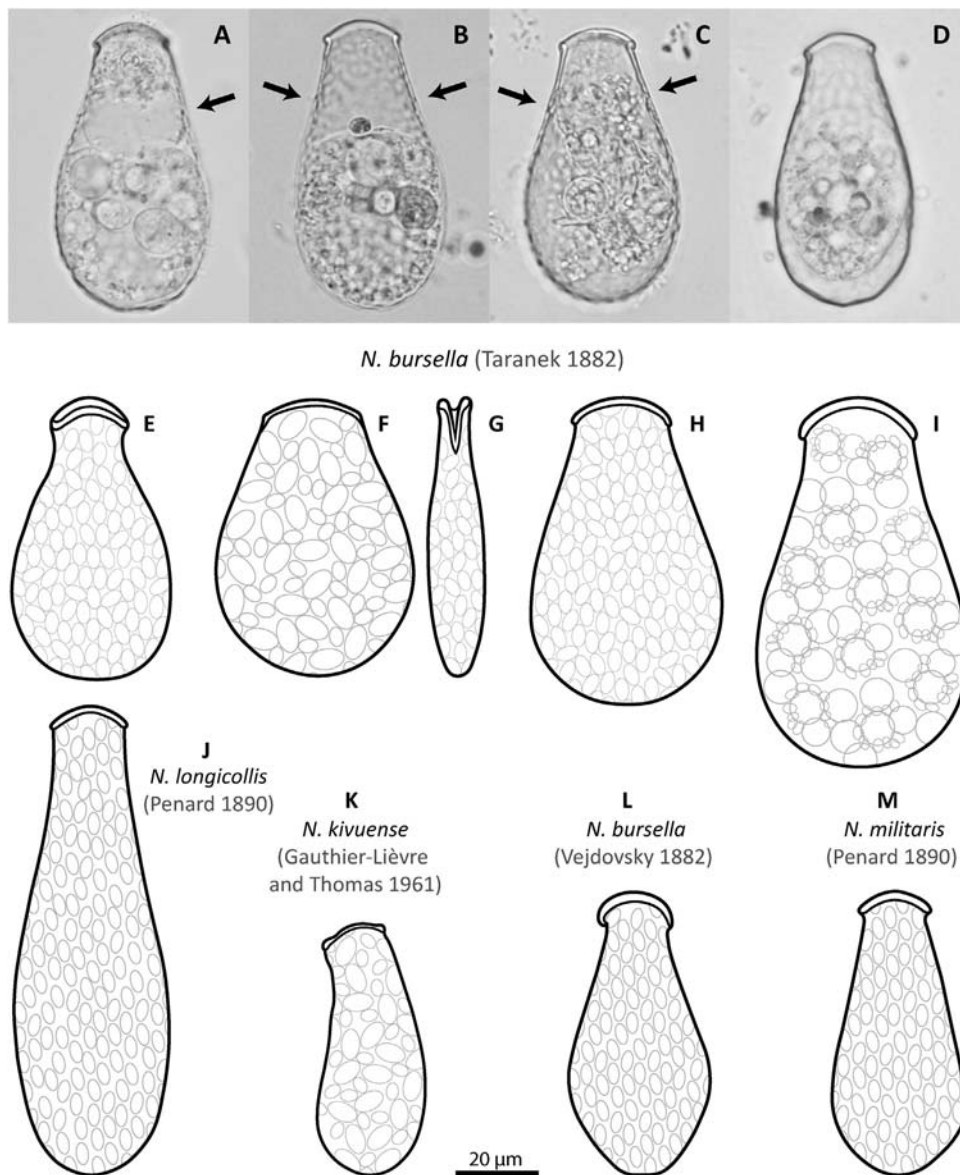 A
B
C
D
N. bursella (Taranek 1882)
E
F
G
H
I
J
N. longicollis
(Penard 1890)
K
N. kivuense
(Gauthier-Lièvre
and Thomas 1961)
L
N. bursella
(Vejdovsky 1882)
M
N. militaris
(Penard 1890)
20 µm